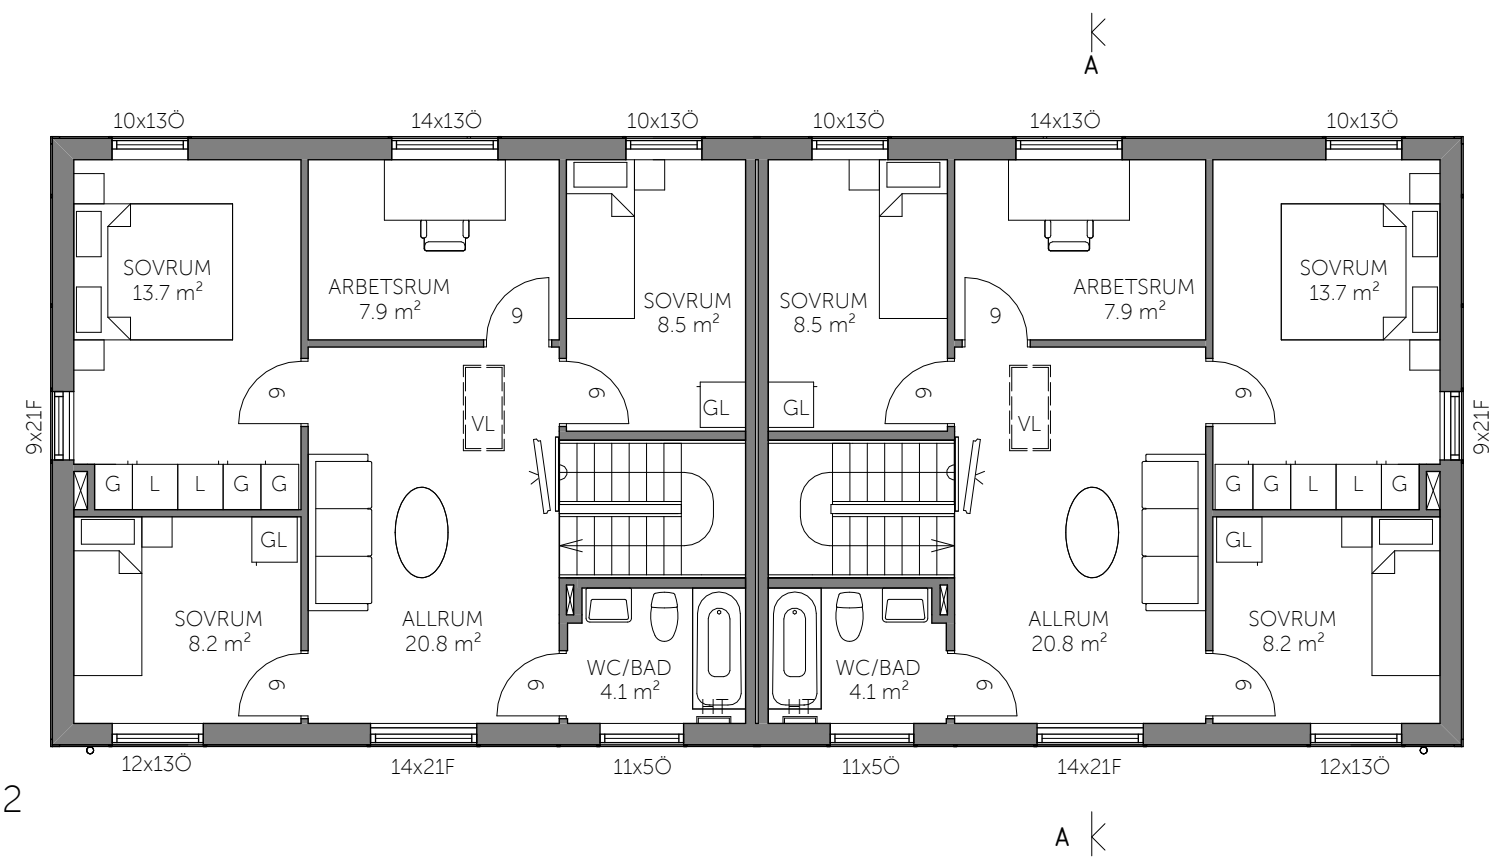 A
10x13Ö 14x13Ö 10x13Ö 10x13Ö 14x13Ö 10x13Ö
SOVRUM
13.7 m²
ARBETSRUM
7.9 m²
9
SOVRUM
8.5 m²
SOVRUM
8.5 m²
9
ARBETSRUM
7.9 m²
SOVRUM
13.7 m²
9
9
9
9
9x21F
VL
GL
GL
VL
9x21F
G L L G G
G G L L G
GL
GL
SOVRUM
8.2 m²
ALLRUM
20.8 m²
WC/BAD
4.1 m²
HT
WC/BAD
4.1 m²
HT
ALLRUM
20.8 m²
SOVRUM
8.2 m²
9
9
9
9
12x13Ö 14x21F 11x5Ö 11x5Ö 14x21F 12x13Ö
2
A